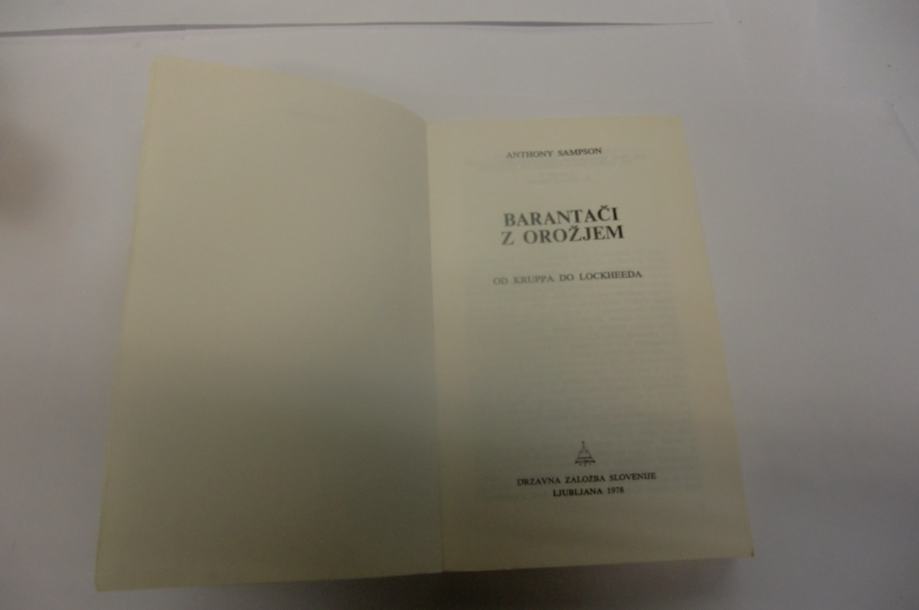 ANTHONY SAMPSON
BARANTAČI
Z OROŽJEM
OD KRUPPA DO LOCKHEEDA
DRŽAVNA ZALOŽBA SLOVENIJE
LJUBLJANA 1978